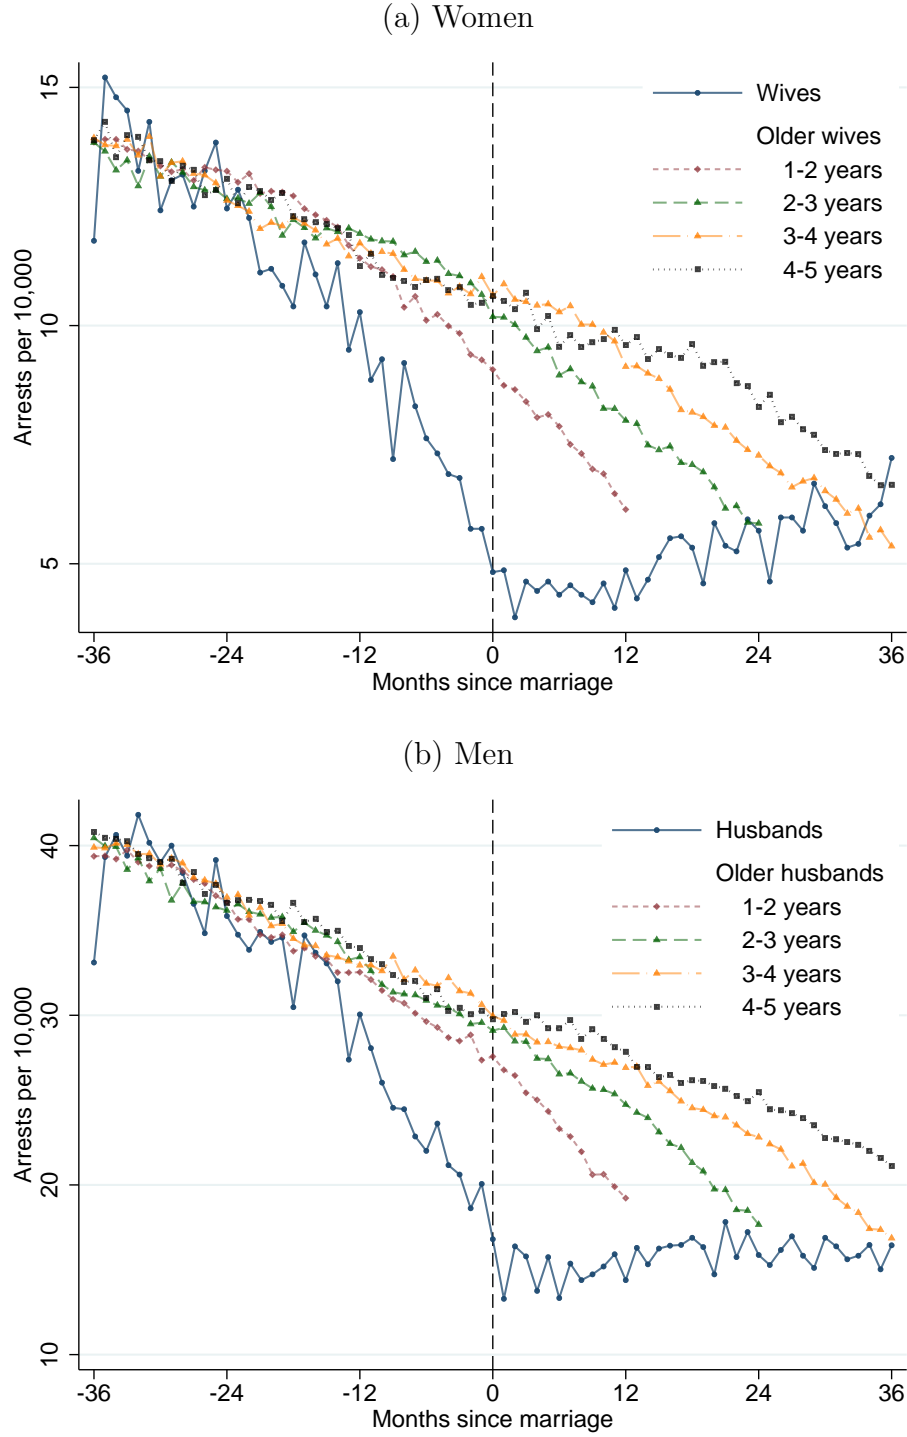 (a) Women
Arrests per 10,000
15
10
5
-36 -24 -12 0 12 24 36
Months since marriage
Wives
Older wives
1-2 years
2-3 years
3-4 years
4-5 years
(b) Men
Arrests per 10,000
40
30
20
10
-36 -24 -12 0 12 24 36
Months since marriage
Husbands
Older husbands
1-2 years
2-3 years
3-4 years
4-5 years